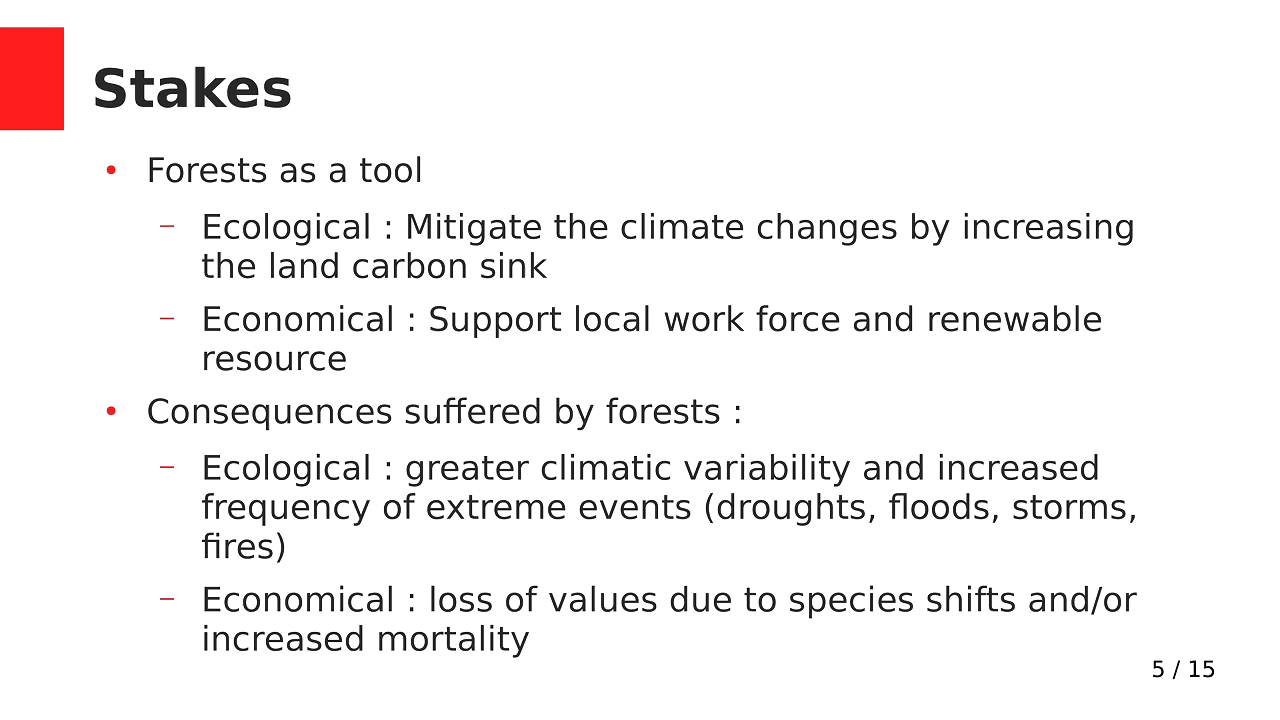 Stakes
• Forests as a tool
– Ecological : Mitigate the climate changes by increasing
the land carbon sink
– Economical : Support local work force and renewable
resource
• Consequences suffered by forests :
– Ecological : greater climatic variability and increased
frequency of extreme events (droughts, floods, storms,
fires)
– Economical : loss of values due to species shifts and/or
increased mortality
5 / 15